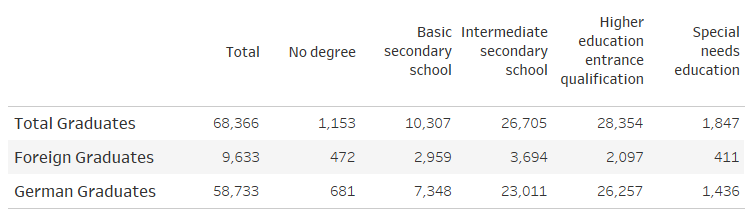 Total No degree Basic secondary school Intermediate secondary school Higher education entrance qualification Special needs education
Total Graduates 68,366 1,153 10,307 26,705 28,354 1,847
Foreign Graduates 9,633 472 2,959 3,694 2,097 411
German Graduates 58,733 681 7,348 23,011 26,257 1,436